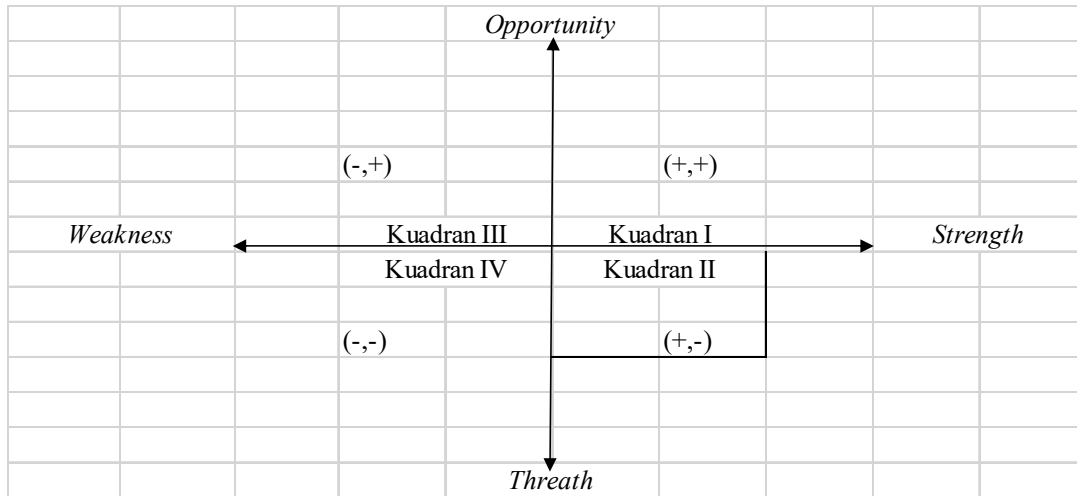 Opportunity
(-,+) (+,+)
Weakness Kuadran III Kuadran I Strength
Kuadran IV Kuadran II
(-,-) (+,-)
Threath